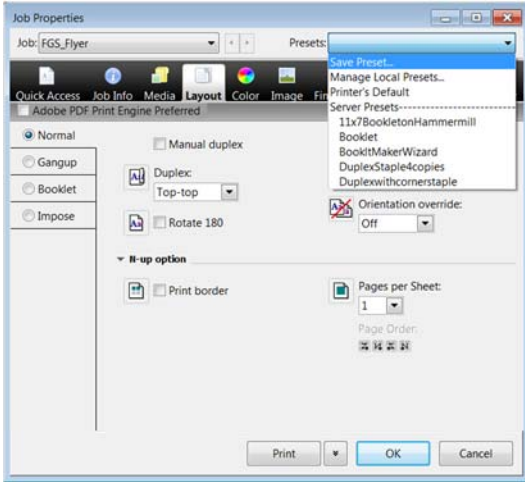 Job Properties
Job: FGS_Flyer
Presets:
Save Preset...
Manage Local Presets...
Printer's Default
Server Presets
11x7BookletonHammermill
Booklet
BookltMakerWizard
DuplexStaple4copies
Duplexwithcornerstaple
Quick Access Job Info Media Layout Color Image Fin
Adobe PDF Print Engine Preferred
Normal
Gangup
Booklet
Impose
Manual duplex
Duplex:
Top-top
Rotate 180
Orientation override:
Off
N-up option
Print border
Pages per Sheet:
1
Page Order:
Print OK Cancel